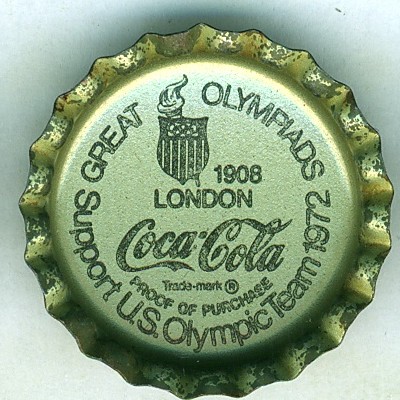 GREAT OLYMPIADS
1908
LONDON
Coca-Cola
Trade-mark ®
PROOF OF PURCHASE
Support U.S. Olympic Team 1972